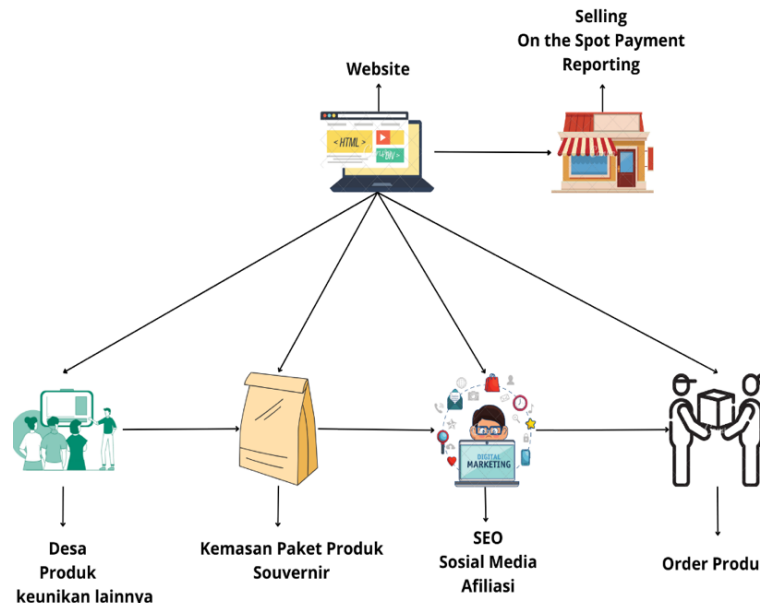 Selling
On the Spot Payment
Reporting
Website
< HTML >
DIGITAL
MARKETING
Desa
Produk
keunikan lainnya
Kemasan Paket Produk
Souvernir
SEO
Sosial Media
Afiliasi
Order Produ